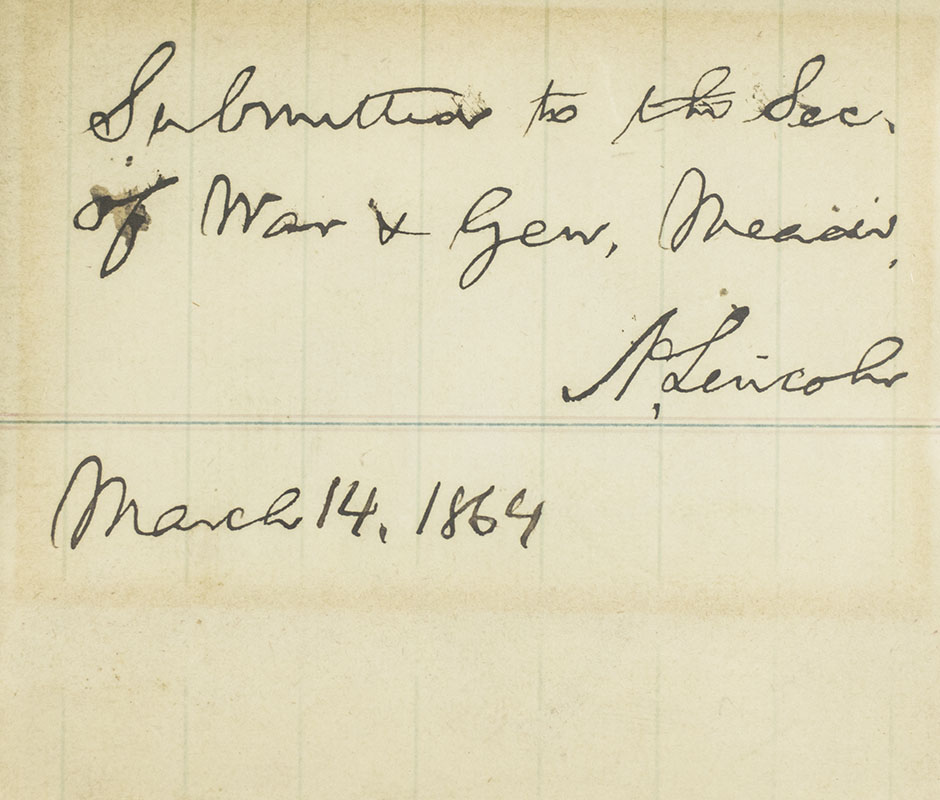 Submitted to the Sec.
of War & Gen. Meade.
A. Lincoln
March 14, 1864